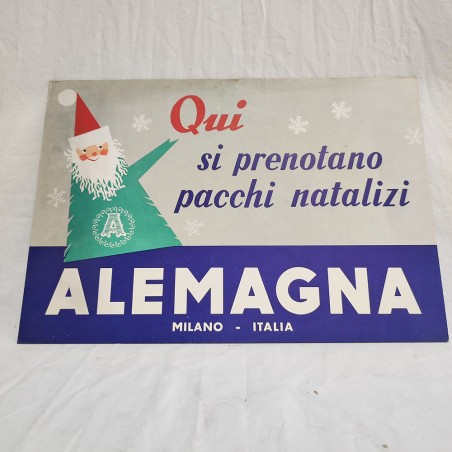 Qui
si prenotano
pacchi natalizi
A
ALEMAGNA
MILANO - ITALIA